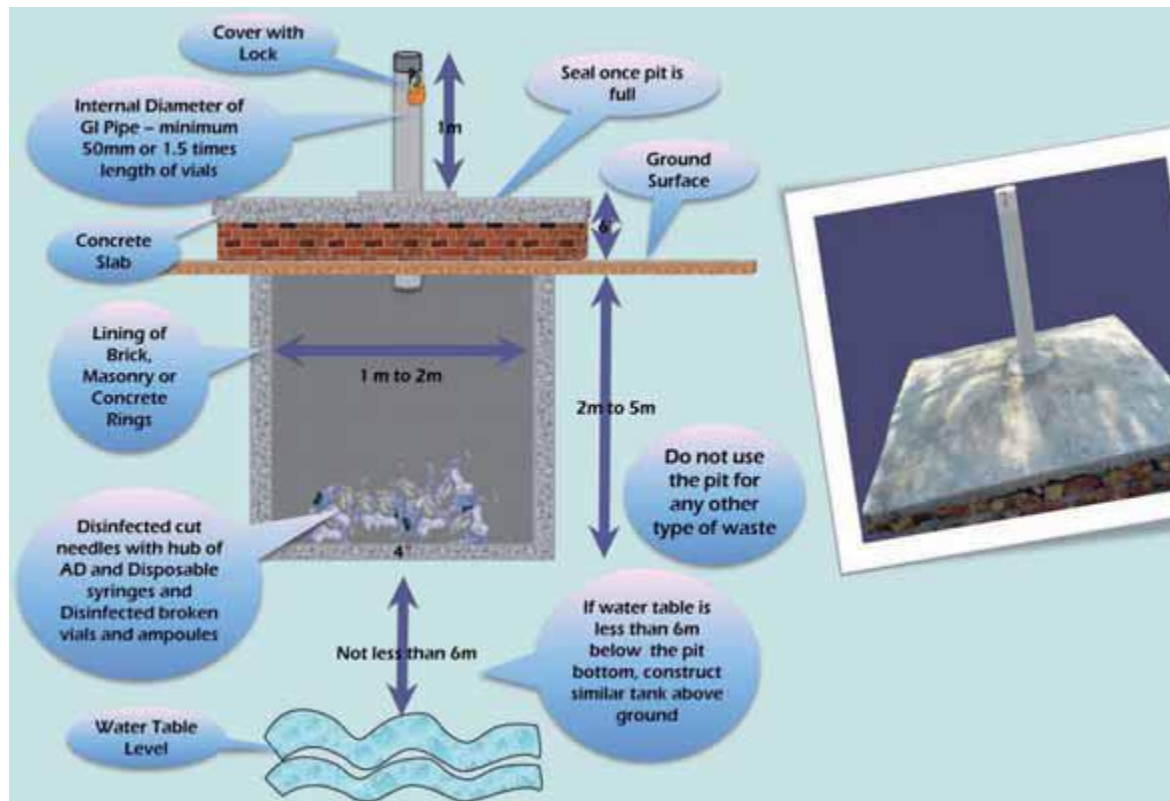 Cover with
Lock
Internal Diameter of
GI Pipe – minimum
50mm or 1.5 times
length of vials
1m
Seal once pit is
full
Ground
Surface
6"
Concrete
Slab
Lining of
Brick,
Masonry or
Concrete
Rings
1 m to 2m
2m to 5m
Do not use
the pit for
any other
type of waste
Disinfected cut
needles with hub of
AD and Disposable
syringes and
Disinfected broken
vials and ampoules
4"
Not less than 6m
If water table is
less than 6m
below the pit
bottom, construct
similar tank above
ground
Water Table
Level